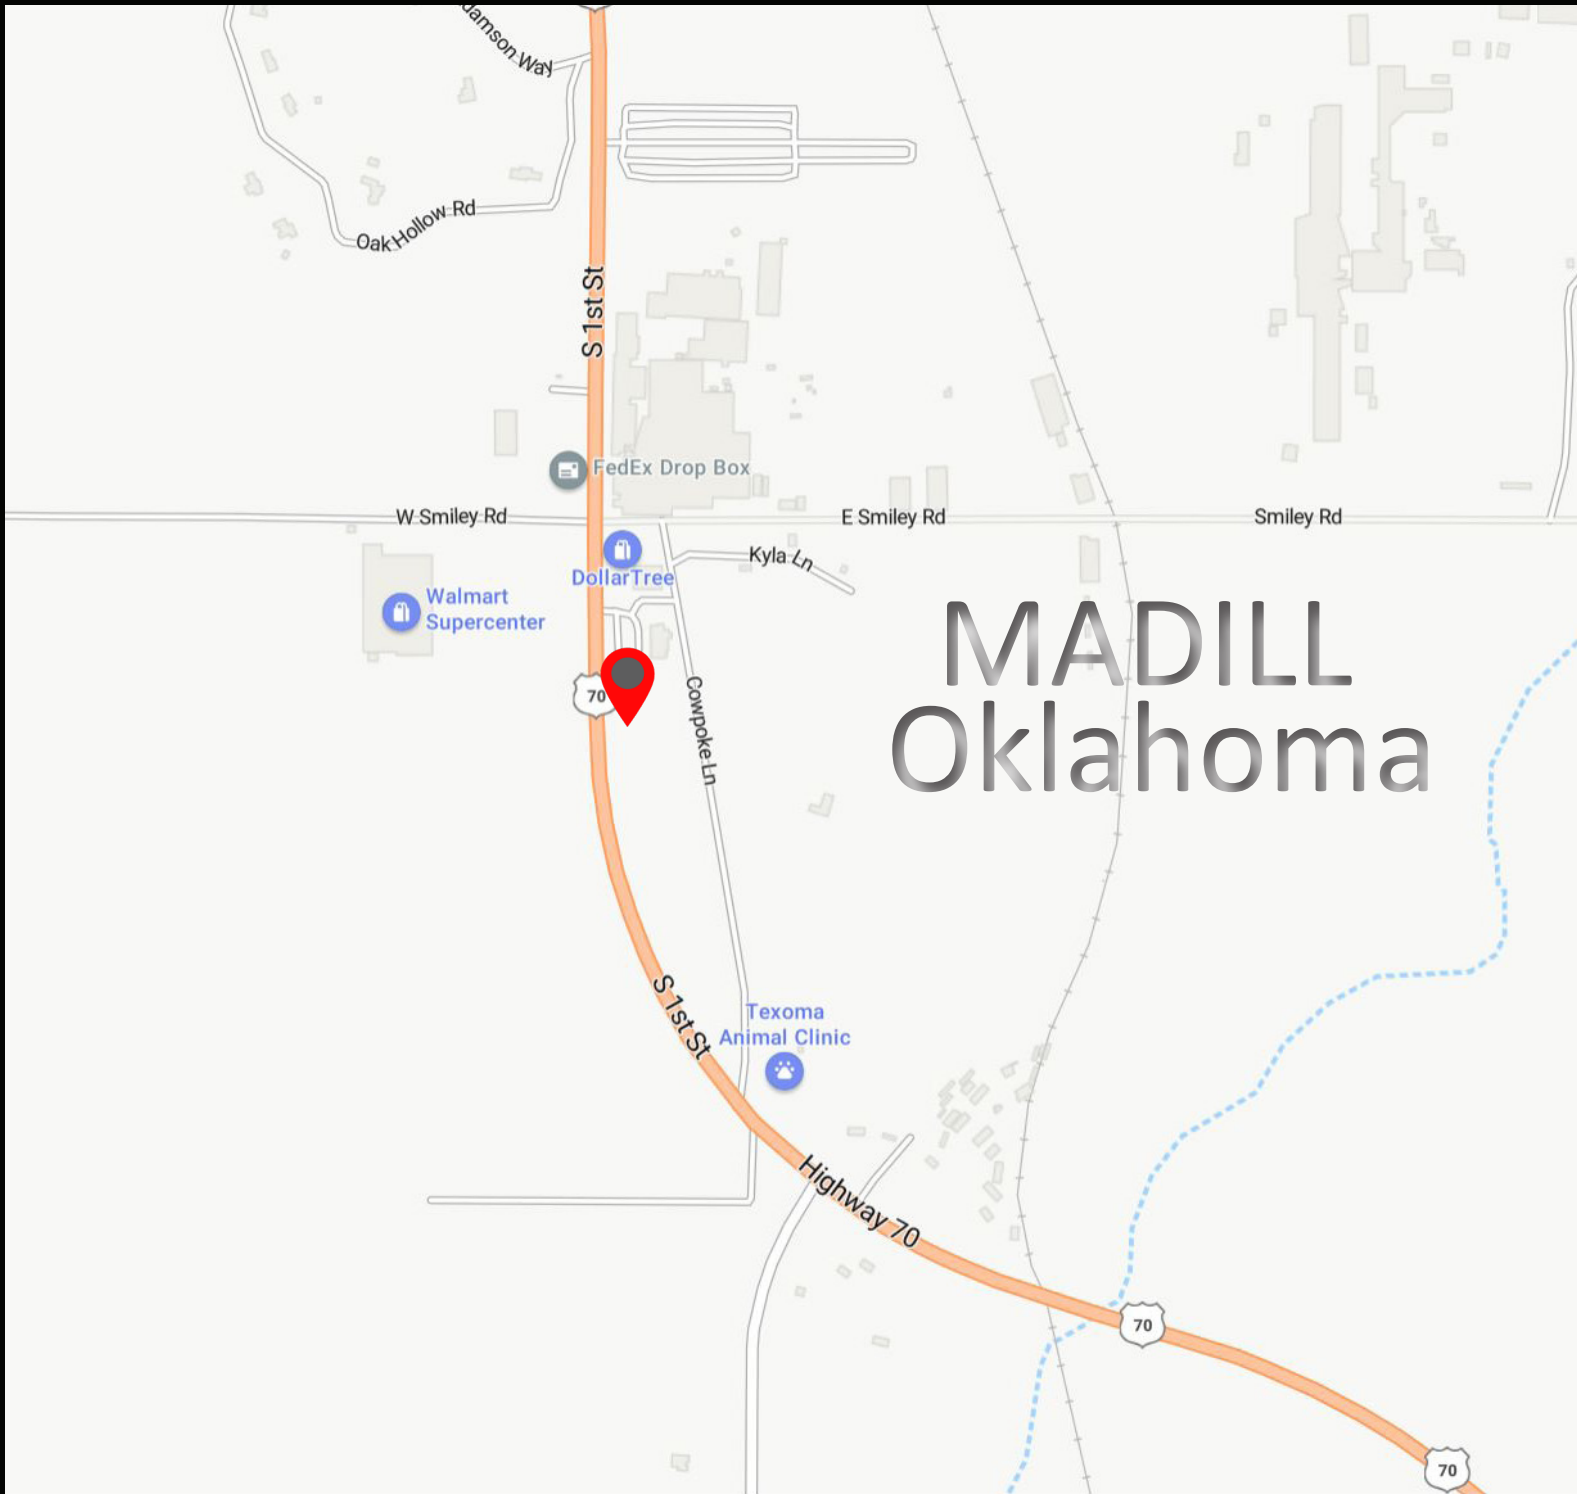 damson Way
Oak Hollow Rd
S 1st St
FedEx Drop Box
W Smiley Rd
E Smiley Rd
Smiley Rd
Kyla Ln
DollarTree
Walmart
Supercenter
MADILL
Oklahoma
70
Cowpoke Ln
S 1st St
Texoma
Animal Clinic
Highway 70
70
70